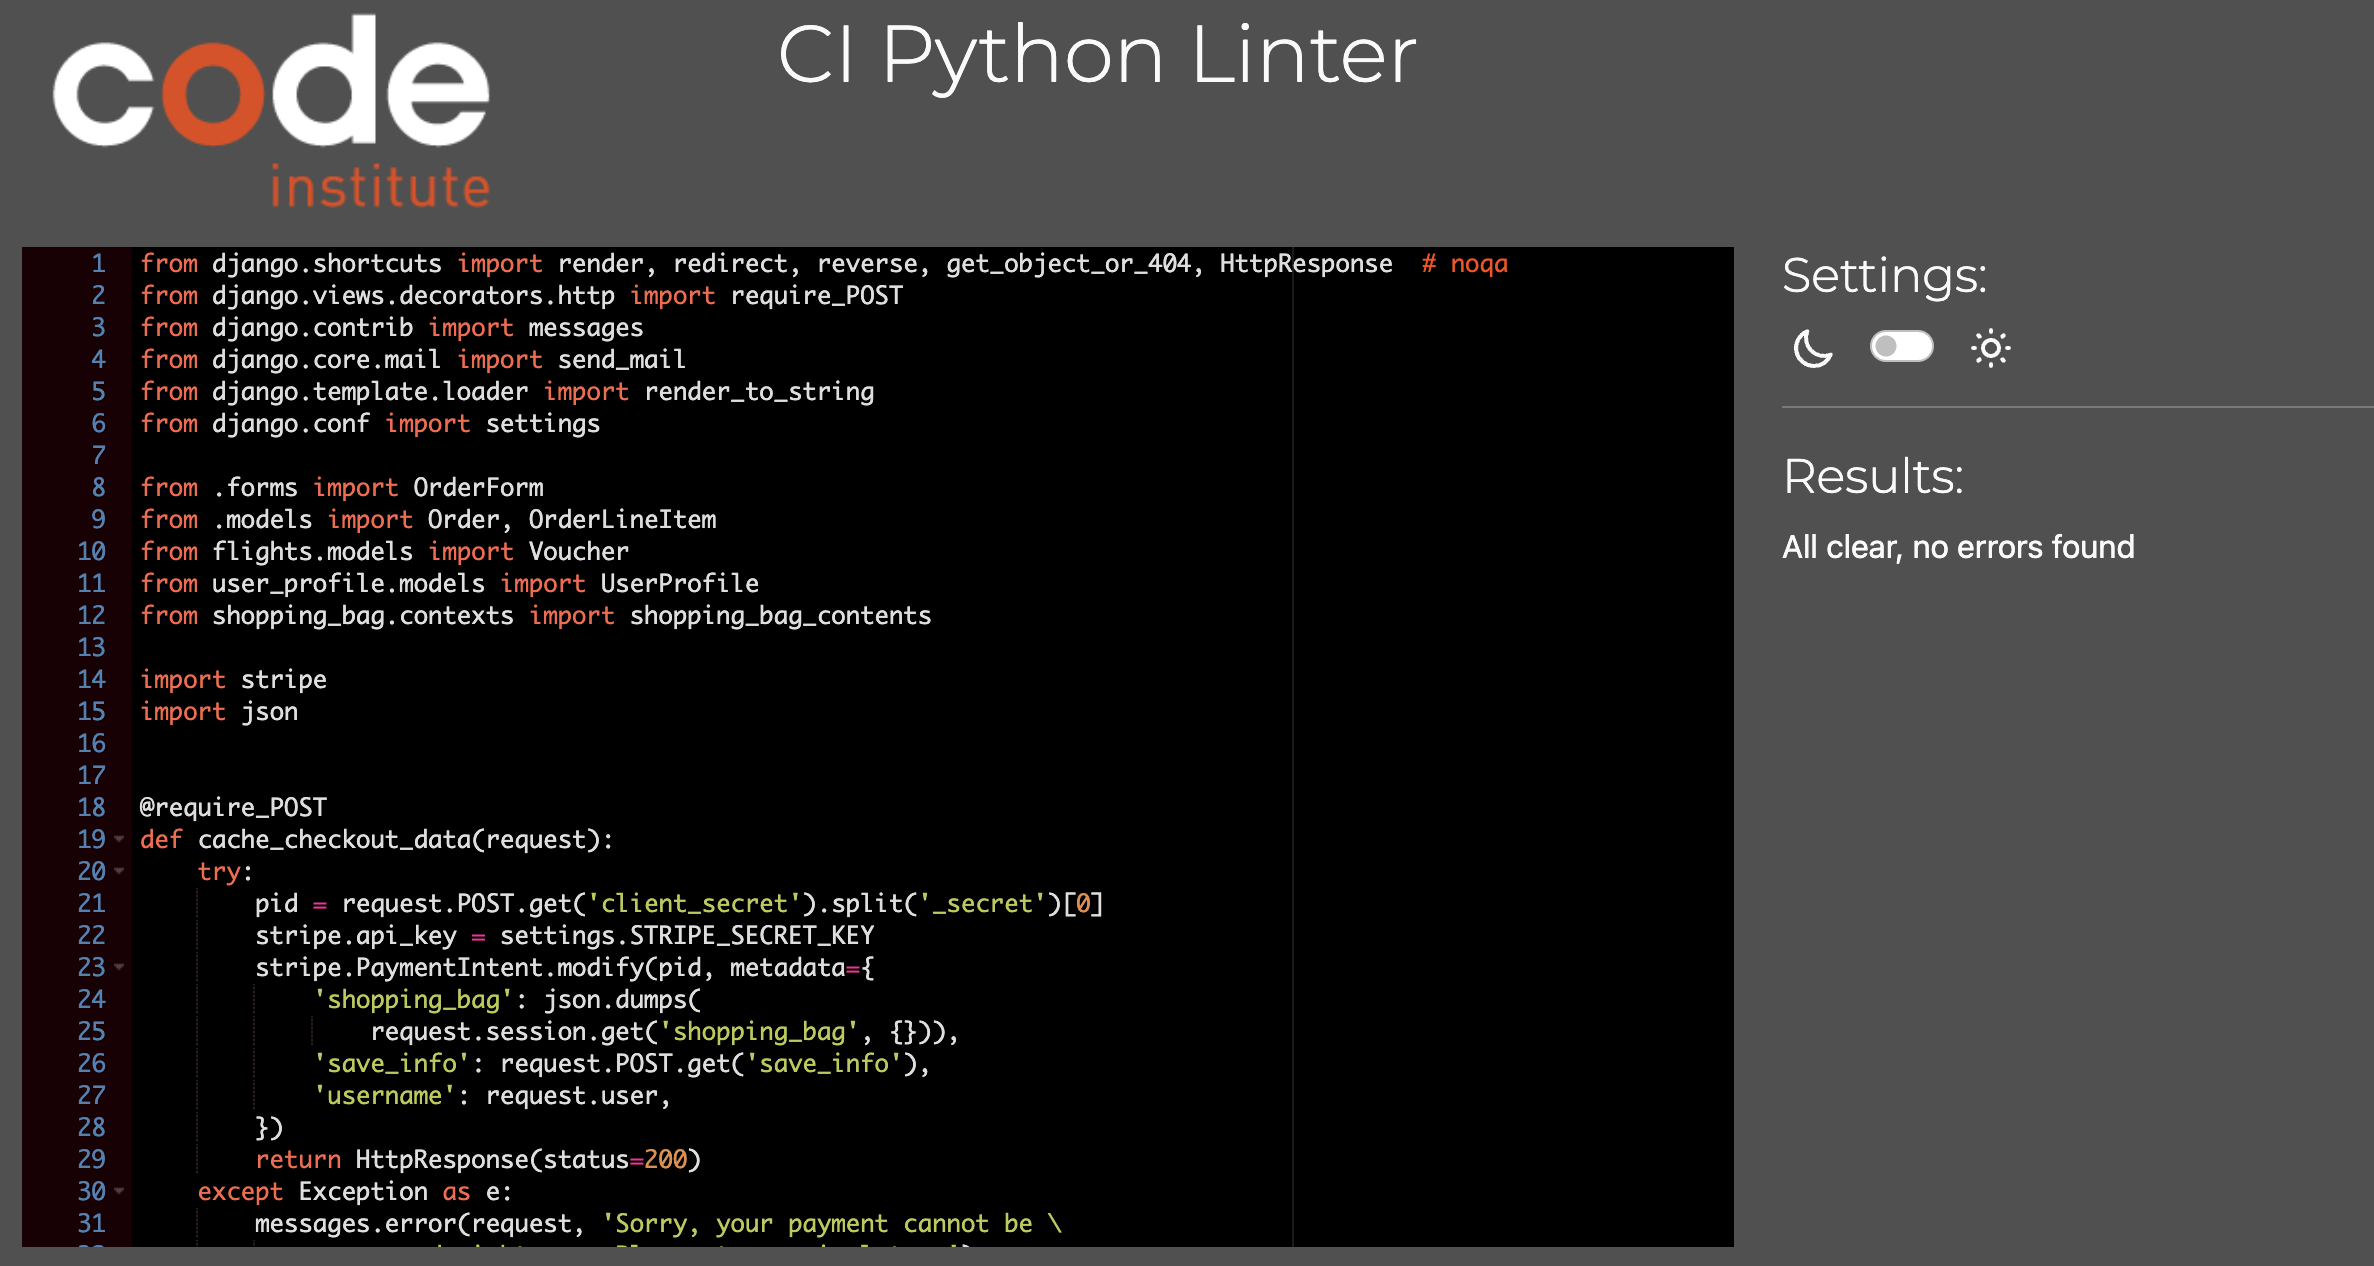 code
institute
CI Python Linter
1 from django.shortcuts import render, redirect, reverse, get_object_or_404, HttpResponse  # noqa
2 from django.views.decorators.http import require_POST
3 from django.contrib import messages
4 from django.core.mail import send_mail
5 from django.template.loader import render_to_string
6 from django.conf import settings
7
8 from .forms import OrderForm
9 from .models import Order, OrderLineItem
10 from flights.models import Voucher
11 from user_profile.models import UserProfile
12 from shopping_bag.contexts import shopping_bag_contents
13
14 import stripe
15 import json
16
17
18 @require_POST
19 def cache_checkout_data(request):
20     try:
21         pid = request.POST.get('client_secret').split('_secret')[0]
22         stripe.api_key = settings.STRIPE_SECRET_KEY
23         stripe.PaymentIntent.modify(pid, metadata={
24             'shopping_bag': json.dumps(
25                 request.session.get('shopping_bag', {})),
26             'save_info': request.POST.get('save_info'),
27             'username': request.user,
28         })
29         return HttpResponse(status=200)
30     except Exception as e:
31         messages.error(request, 'Sorry, your payment cannot be \
Settings:
Results:
All clear, no errors found